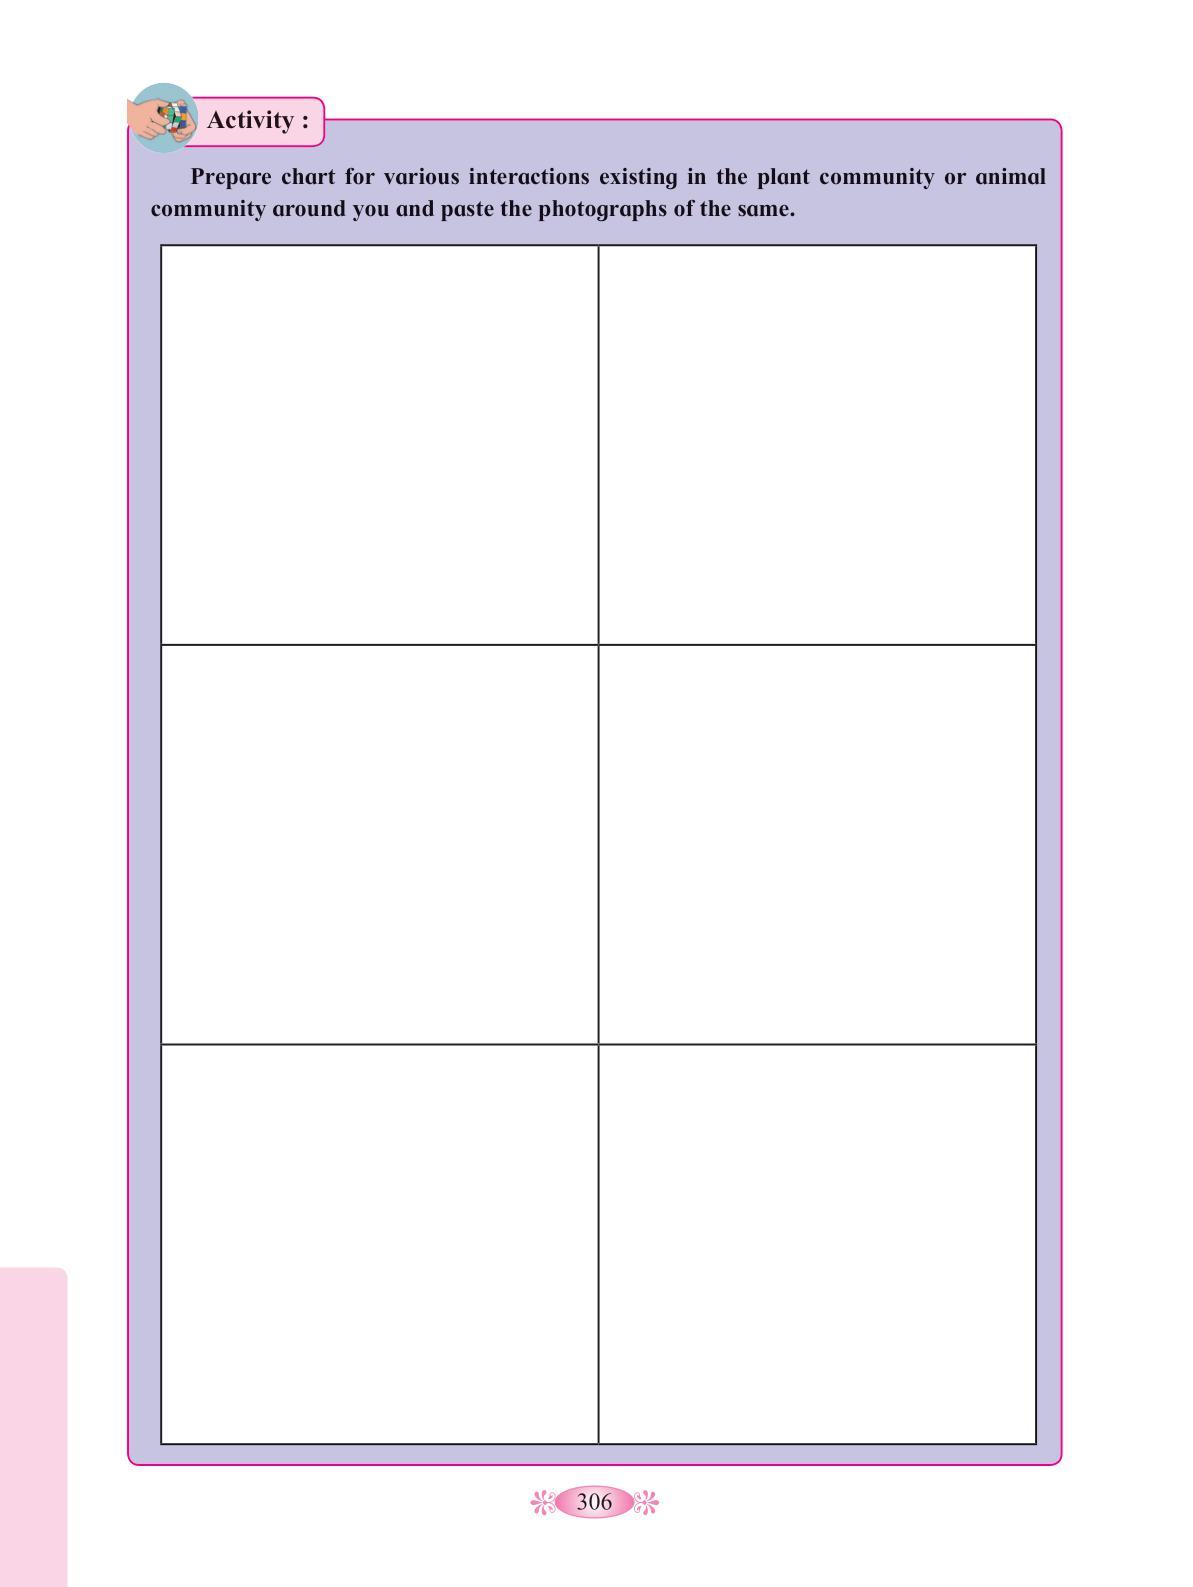 Activity :
Prepare chart for various interactions existing in the plant community or animal
community around you and paste the photographs of the same.
306